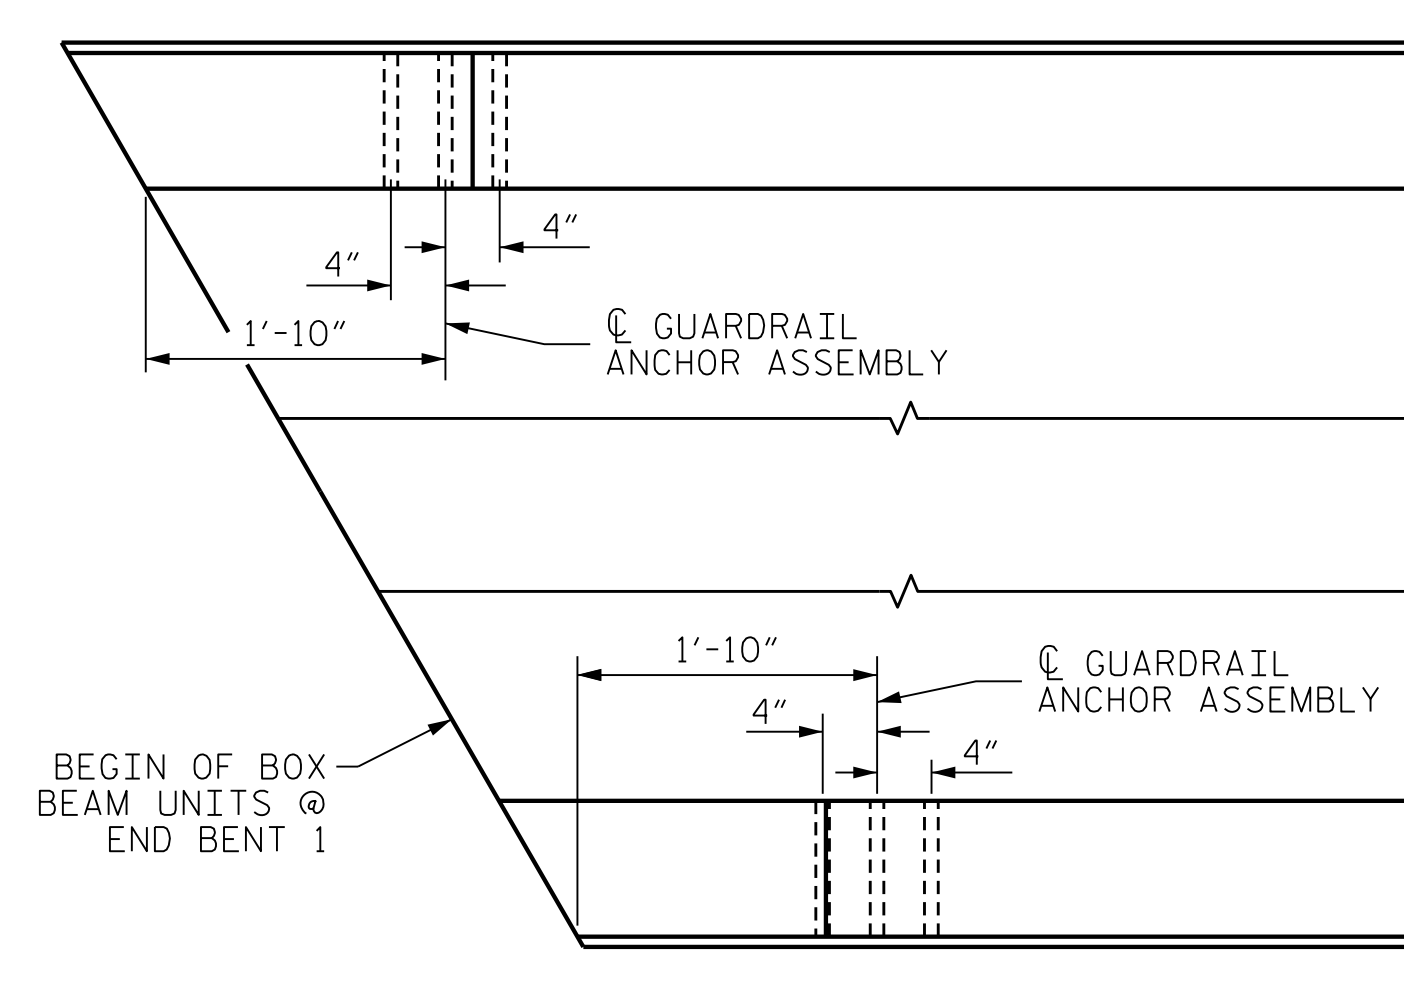 4"
4"
1'-10"
℄ GUARDRAIL
ANCHOR ASSEMBLY
1'-10"
℄ GUARDRAIL
ANCHOR ASSEMBLY
4"
4"
BEGIN OF BOX
BEAM UNITS @
END BENT 1